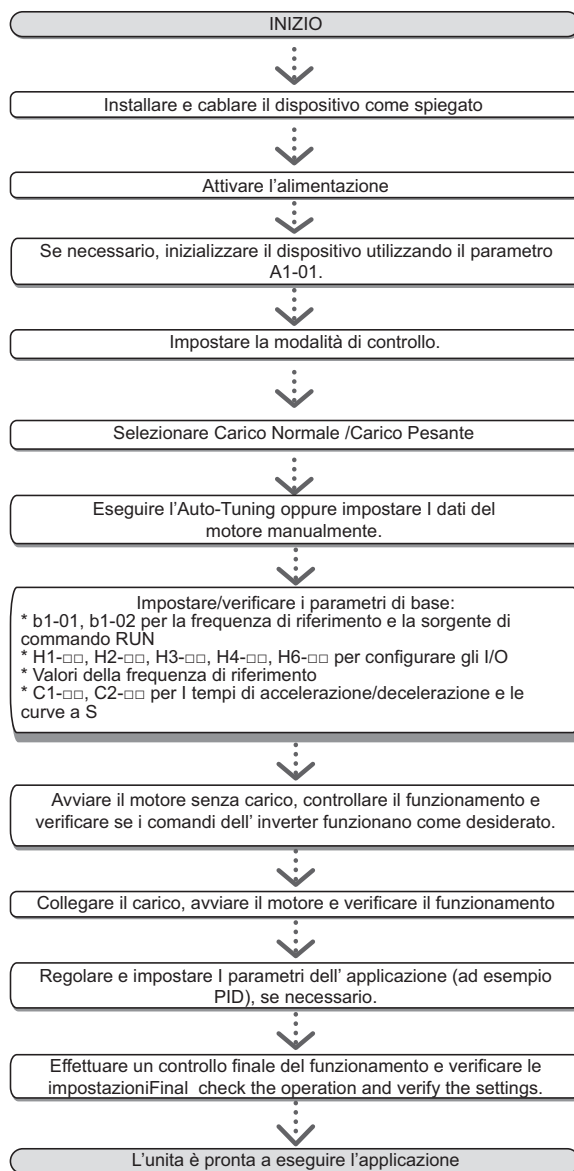 INIZIO
Installare e cablare il dispositivo come spiegato
Attivare l'alimentazione
Se necessario, inizializzare il dispositivo utilizzando il parametro
A1-01.
Impostare la modalità di controllo.
Selezionare Carico Normale /Carico Pesante
Eseguire l'Auto-Tuning oppure impostare I dati del
motore manualmente.
Impostare/verificare i parametri di base:
* b1-01, b1-02 per la frequenza di riferimento e la sorgente di
commando RUN
* H1-□□, H2-□□, H3-□□, H4-□□, H6-□□ per configurare gli I/O
* Valori della frequenza di riferimento
* C1-□□, C2-□□ per I tempi di accelerazione/decelerazione e le
curve a S
Avviare il motore senza carico, controllare il funzionamento e
verificare se i comandi dell' inverter funzionano come desiderato.
Collegare il carico, avviare il motore e verificare il funzionamento
Regolare e impostare I parametri dell' applicazione (ad esempio
PID), se necessario.
Effettuare un controllo finale del funzionamento e verificare le
impostazioniFinal check the operation and verify the settings.
L'unita è pronta a eseguire l'applicazione